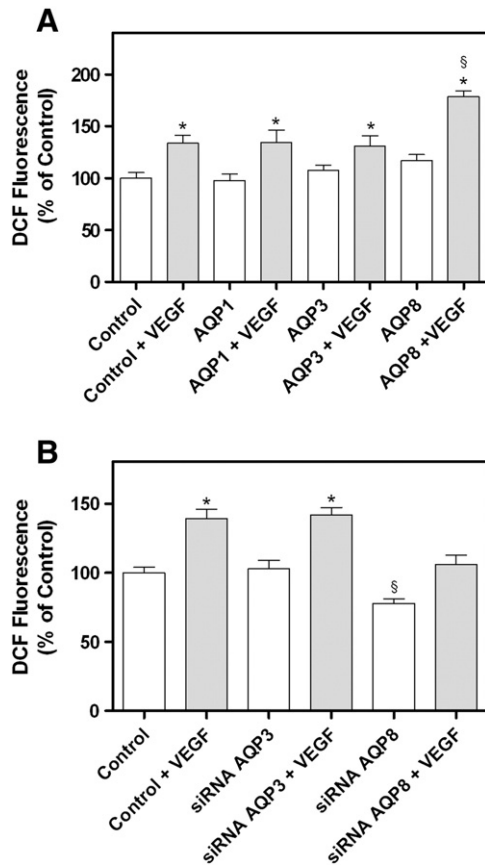 A
DCF Fluorescence
(% of Control)
200
150
100
50
0
*
*
*
§
*
Control
Control + VEGF
AQP1
AQP1 + VEGF
AQP3
AQP3 + VEGF
AQP8
AQP8 +VEGF
B
DCF Fluorescence
(% of Control)
150
100
50
0
*
*
§
Control
Control + VEGF
siRNA AQP3
siRNA AQP3 + VEGF
siRNA AQP8
siRNA AQP8 + VEGF